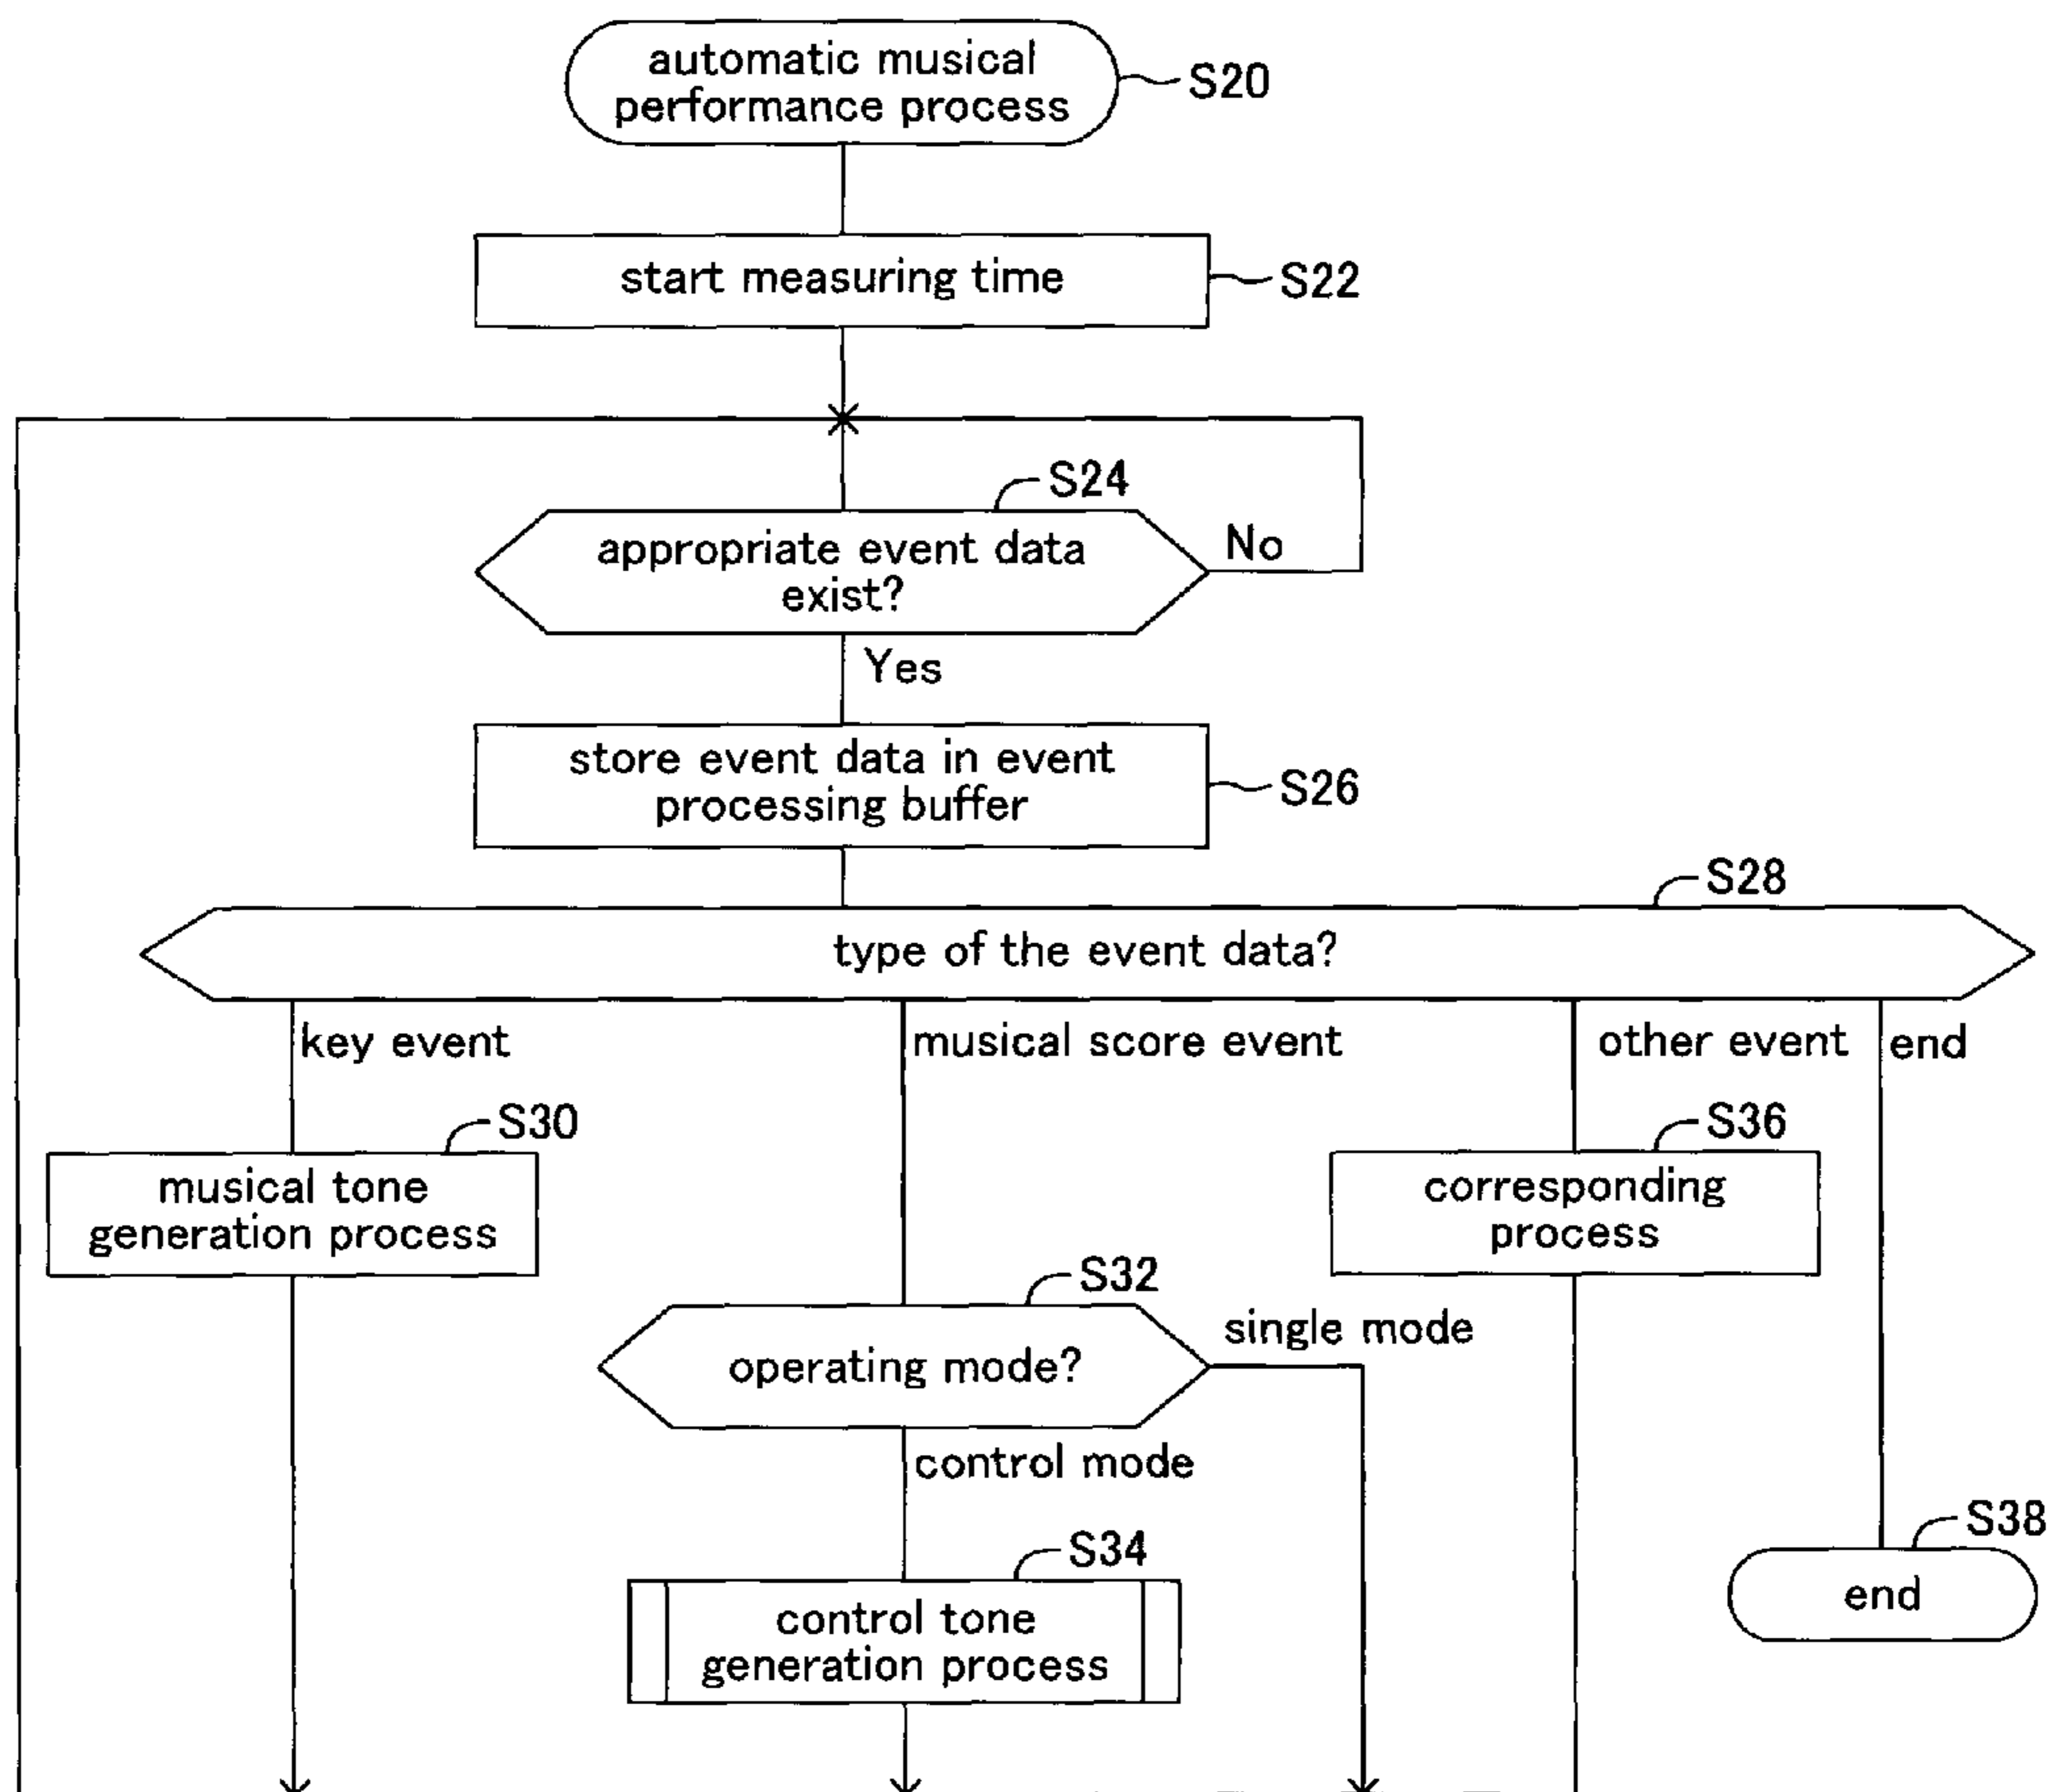 automatic musical
performance process
S20
start measuring time
S22
S24
appropriate event data
exist?
No
Yes
store event data in event
processing buffer
S26
S28
type of the event data?
key event
musical score event
other event
end
S30
musical tone
generation process
S36
corresponding
process
S32
operating mode?
single mode
control mode
S34
control tone
generation process
S38
end